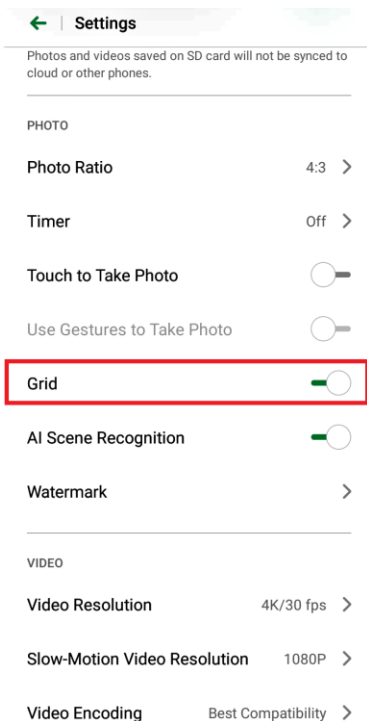 Settings
Photos and videos saved on SD card will not be synced to
cloud or other phones.
PHOTO
Photo Ratio 4:3
Timer Off
Touch to Take Photo
Use Gestures to Take Photo
Grid
AI Scene Recognition
Watermark
VIDEO
Video Resolution 4K/30 fps
Slow-Motion Video Resolution 1080P
Video Encoding Best Compatibility